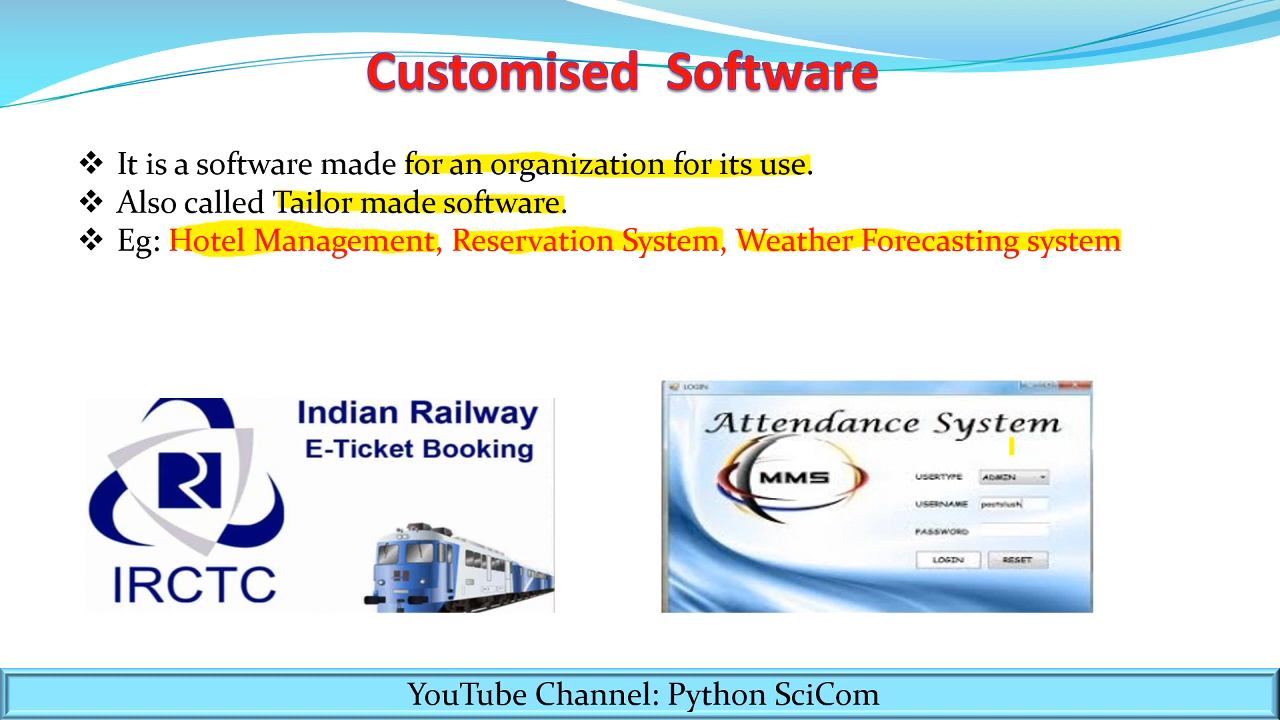 Customised Software
❖ It is a software made for an organization for its use.
❖ Also called Tailor made software.
❖ Eg: Hotel Management, Reservation System, Weather Forecasting system
Indian Railway
E-Ticket Booking
IRCTC
LOGIN
Attendance System
MMS
USERTYPE ADMIN
USERNAME
PASSWORD
LOGIN RESET
YouTube Channel: Python SciCom